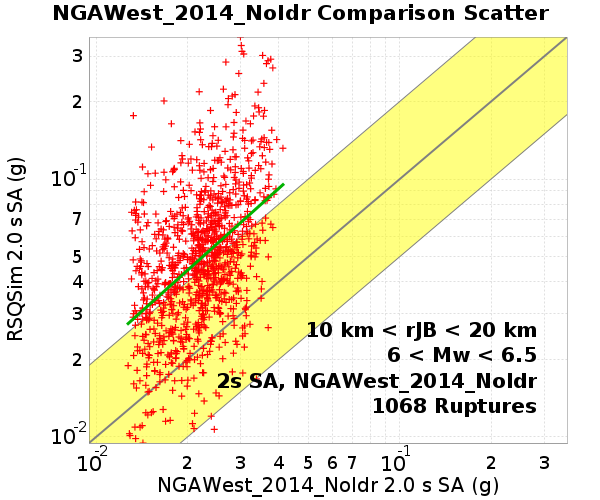 NGAWest_2014_NoIdr Comparison Scatter
RSQSim 2.0 s SA (g)
3
2
10-1
7
5
4
3
2
10-2
10 km < rJB < 20 km
6 < Mw < 6.5
2s SA, NGAWest_2014_NoIdr
1068 Ruptures
10-2 2 3 4 5 6 7 10-1 2 3
NGAWest_2014_NoIdr 2.0 s SA (g)